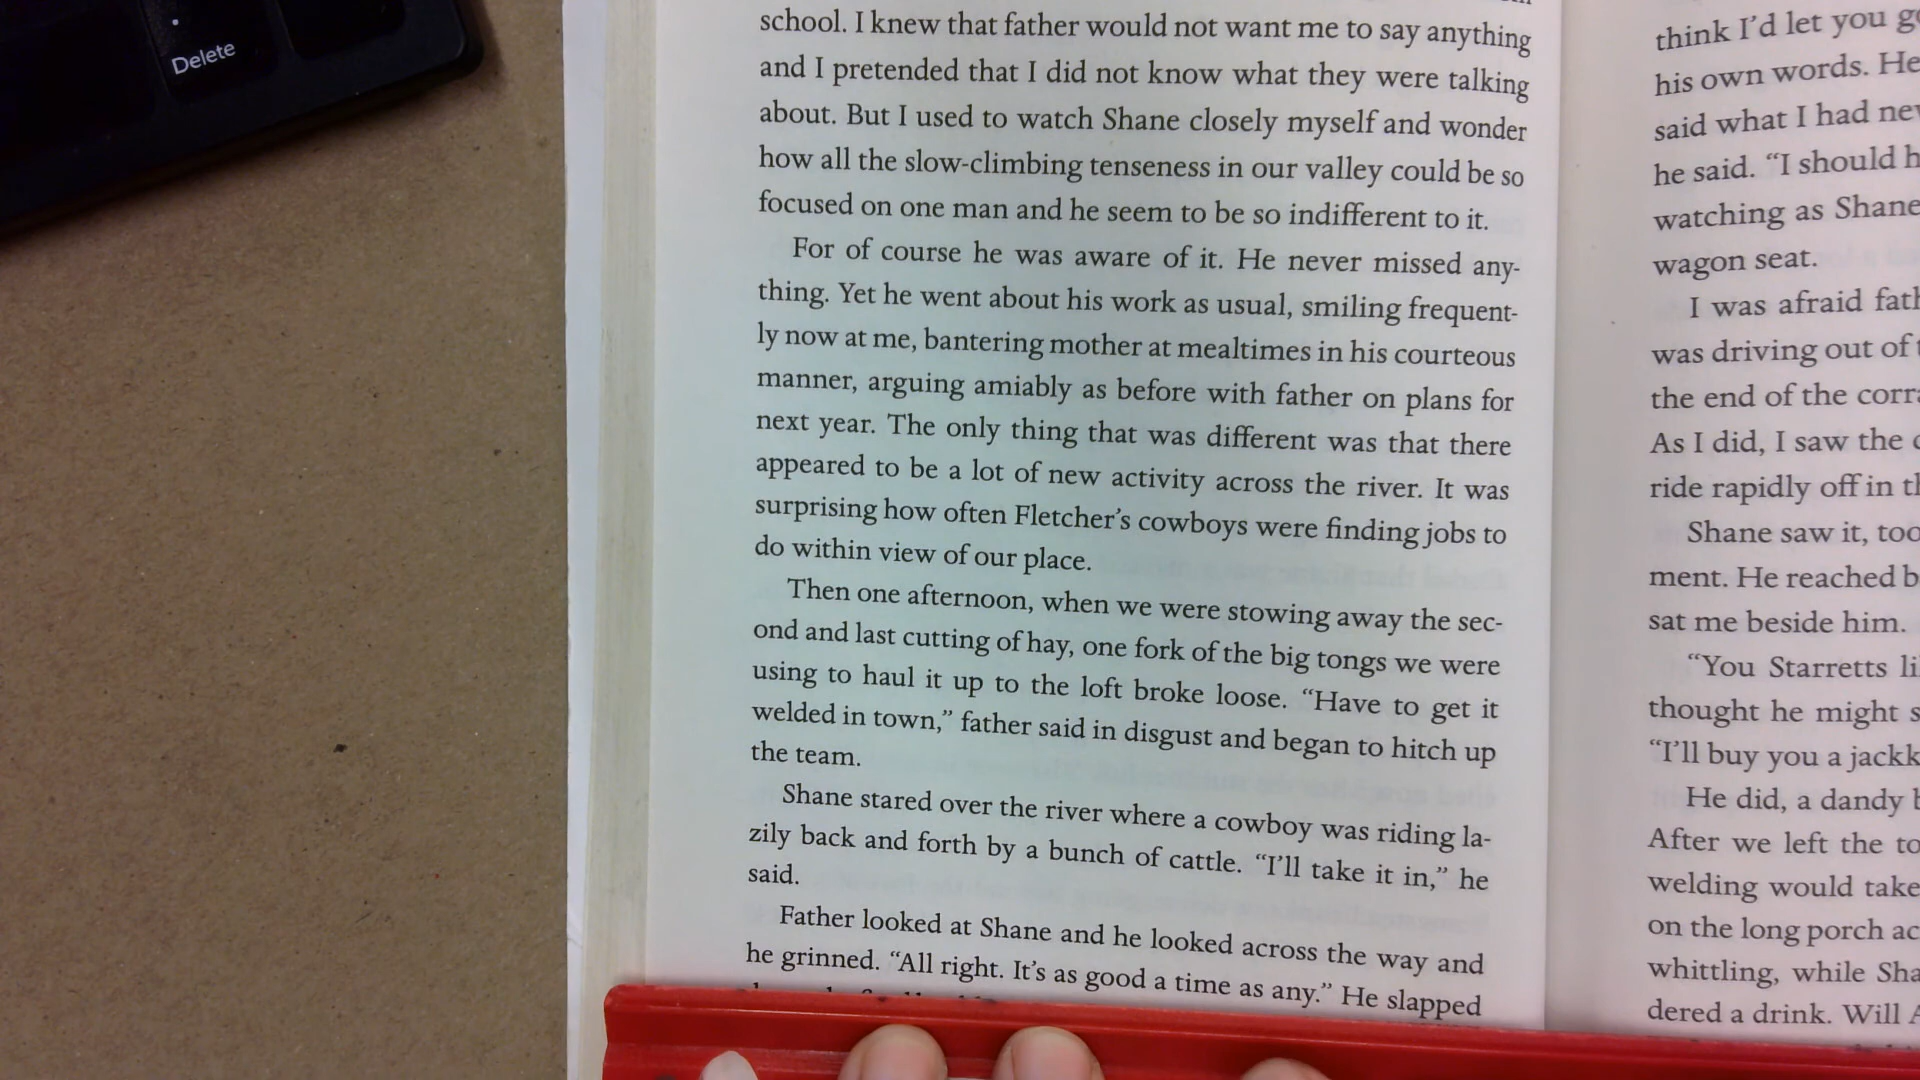 Delete
school. I knew that father would not want me to say anything
and I pretended that I did not know what they were talking
about. But I used to watch Shane closely myself and wonder
how all the slow-climbing tenseness in our valley could be so
focused on one man and he seem to be so indifferent to it.
For of course he was aware of it. He never missed any-
thing. Yet he went about his work as usual, smiling frequent-
ly now at me, bantering mother at mealtimes in his courteous
manner, arguing amiably as before with father on plans for
next year. The only thing that was different was that there
appeared to be a lot of new activity across the river. It was
surprising how often Fletcher’s cowboys were finding jobs to
do within view of our place.
Then one afternoon, when we were stowing away the sec-
ond and last cutting of hay, one fork of the big tongs we were
using to haul it up to the loft broke loose. “Have to get it
welded in town,” father said in disgust and began to hitch up
the team.
Shane stared over the river where a cowboy was riding la-
zily back and forth by a bunch of cattle. “I’ll take it in,” he
said.
Father looked at Shane and he looked across the way and
he grinned. “All right. It’s as good a time as any.” He slapped
think I’d let you
his own words. He
said what I had
he said. “I should
watching as Shane
wagon seat.
I was afraid
was driving out of
the end of the
As I did, I saw the
ride rapidly off in
Shane saw it, too
ment. He reached
sat me beside him.
“You Starretts
thought he might
“I’ll buy you a
He did, a dandy
After we left the
welding would take
on the long porch
whittling, while
dered a drink. Will